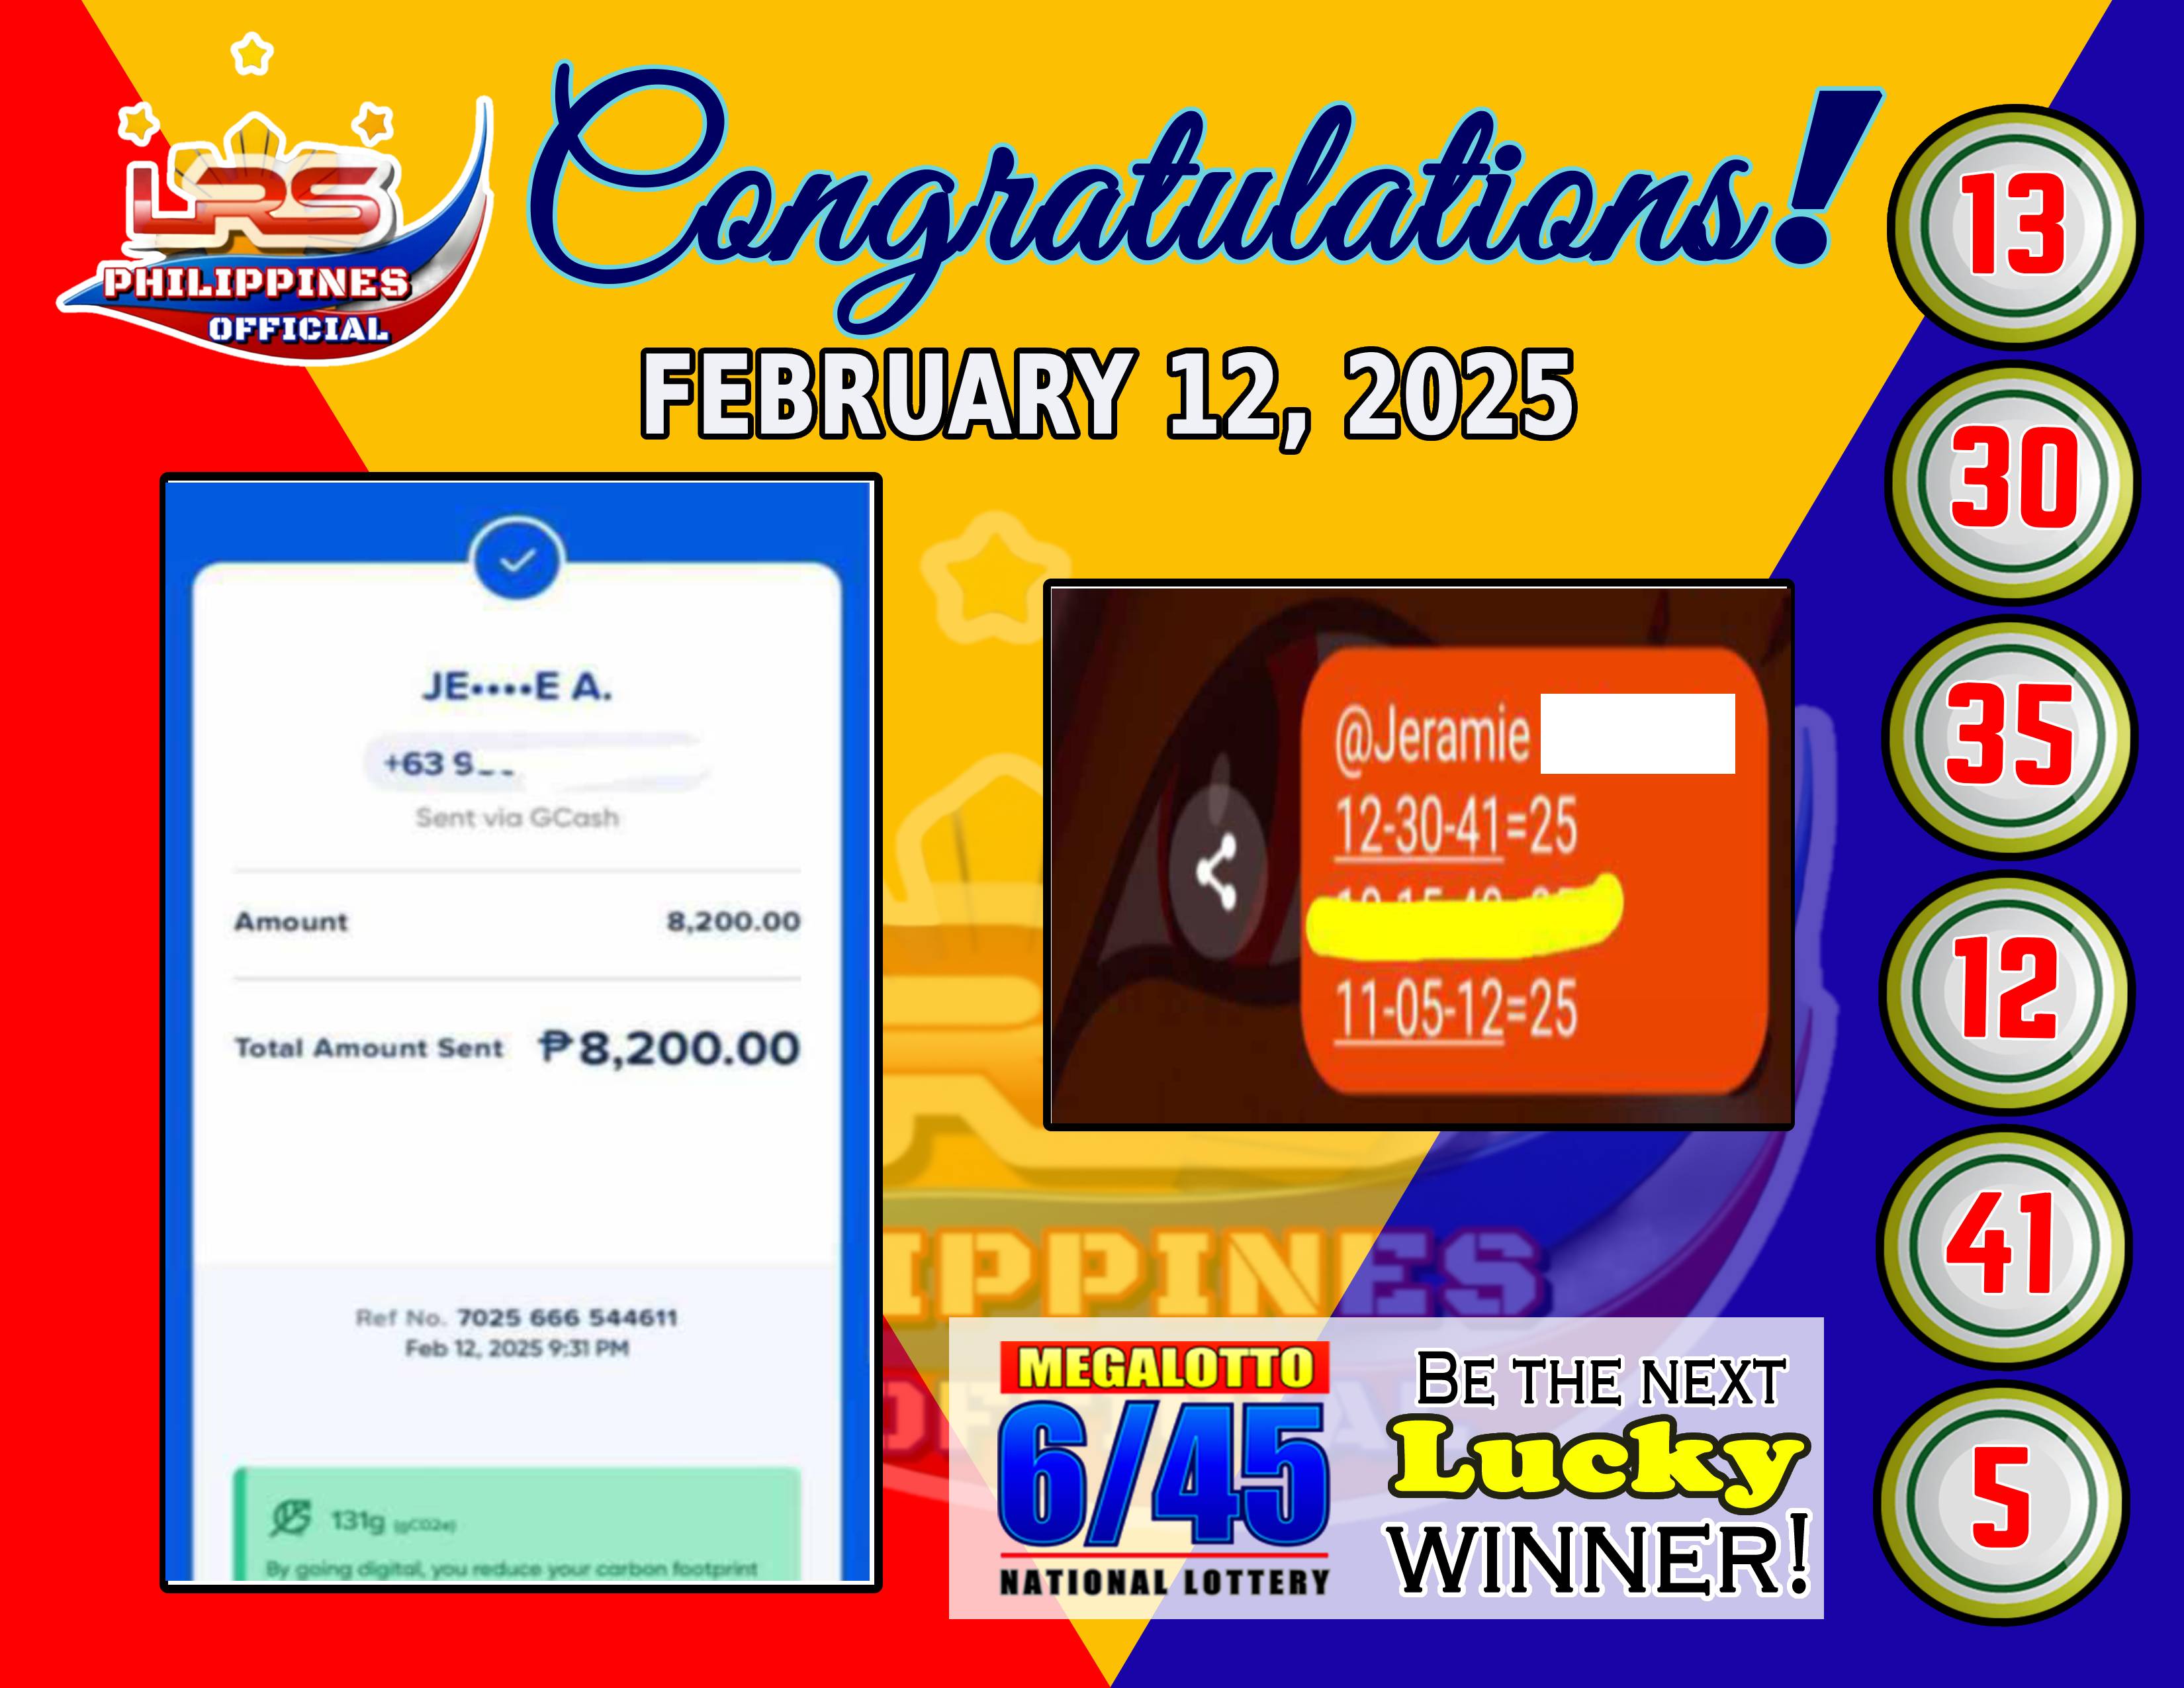 LRS
PHILIPPINES
OFFICIAL
Congratulations!
FEBRUARY 12, 2025
JE••••E A.
+63 9
Sent via GCash
Amount 8,200.00
Total Amount Sent ₱8,200.00
Ref No. 7025 666 544611
Feb 12, 2025 9:31 PM
131g (gCO2e)
By going digital, you reduce your carbon footprint
@Jeramie
12-30-41=25
11-05-12=25
MEGALOTTO
6/45
NATIONAL LOTTERY
BE THE NEXT
Lucky
WINNER!
13
30
35
12
41
5